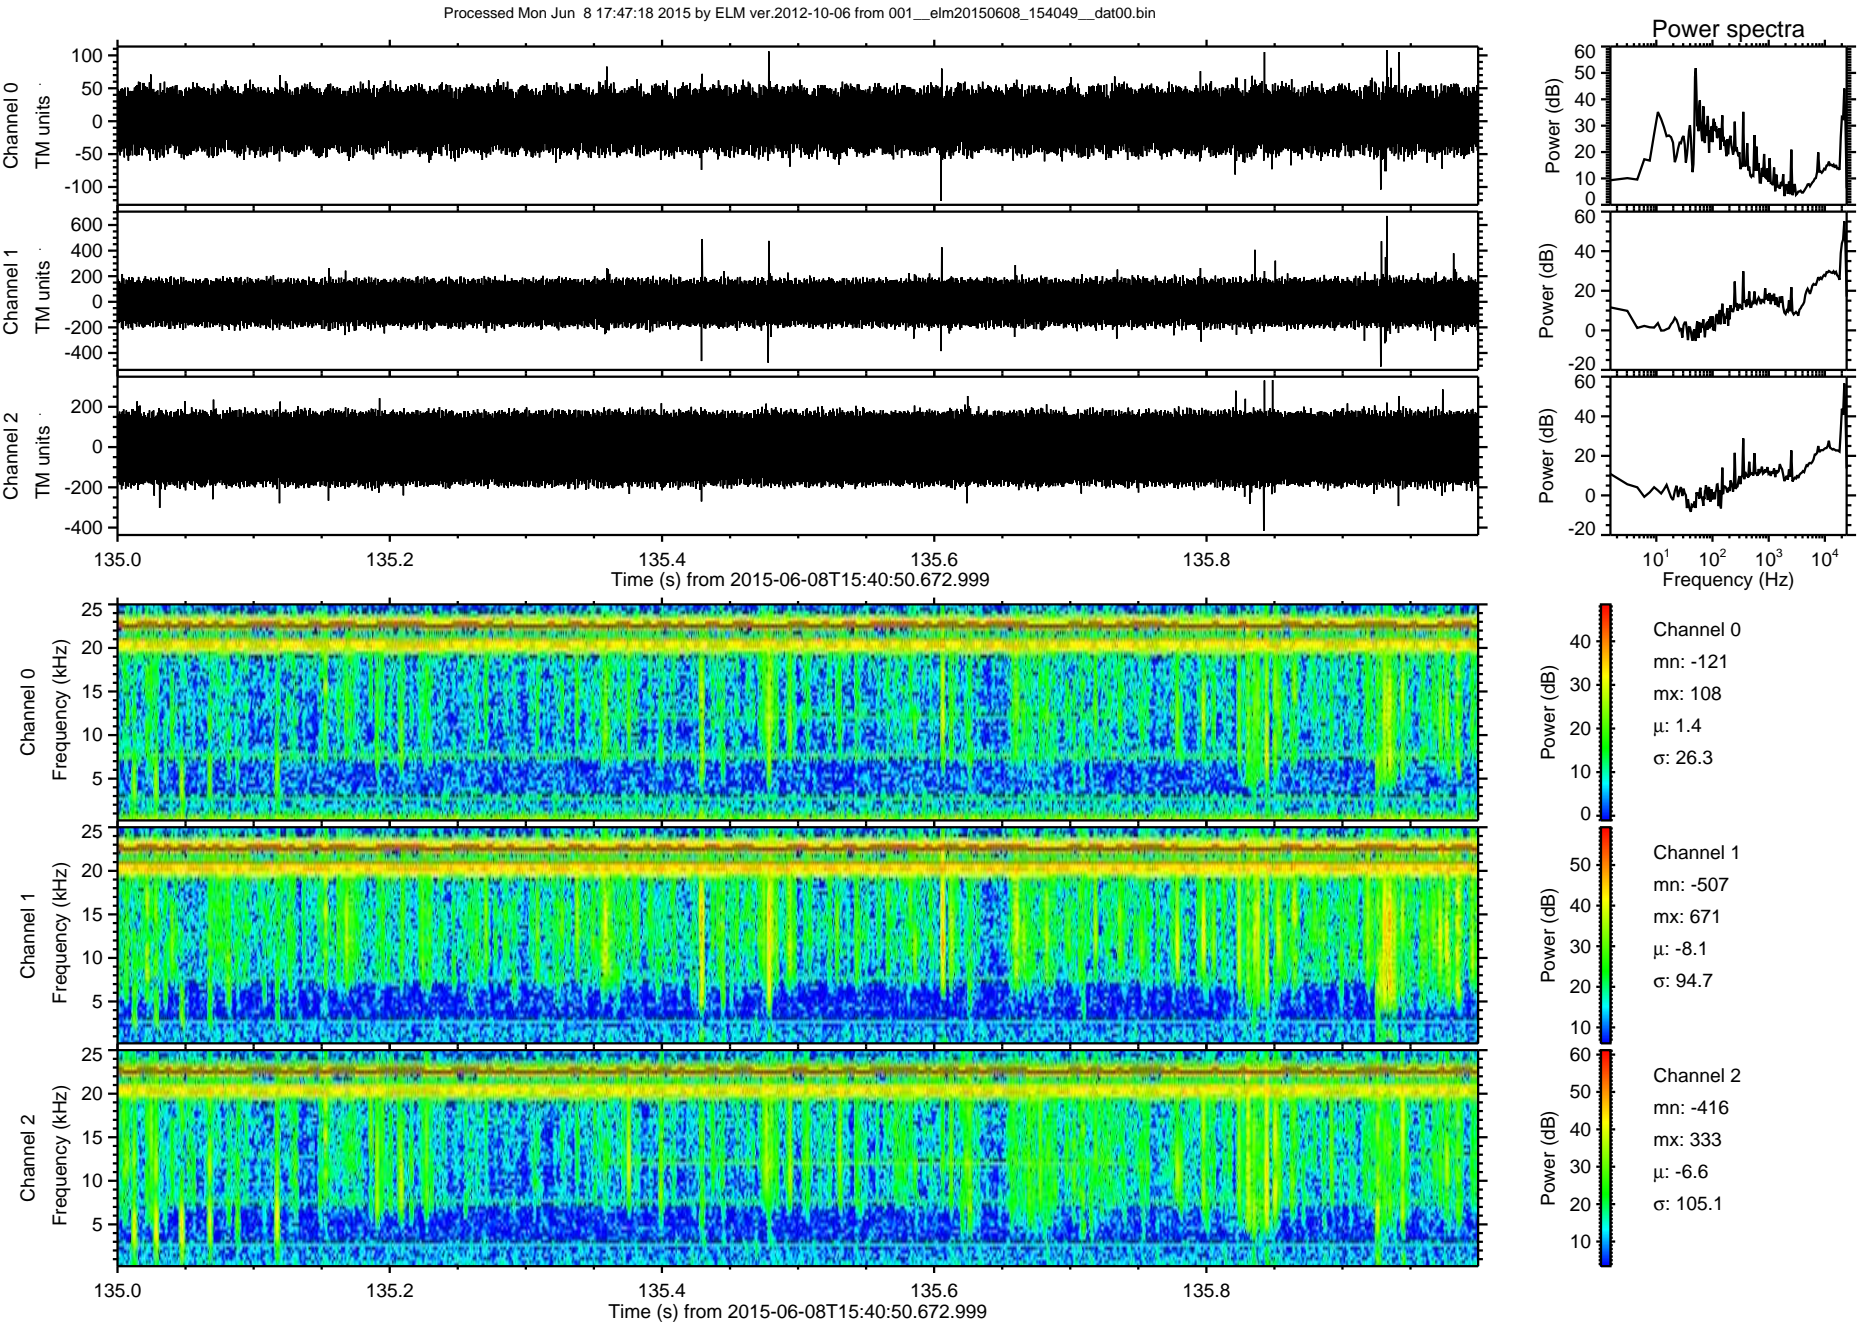 Processed Mon Jun  8 17:47:18 2015 by ELM ver.2012-10-06 from 001__elm20150608_154049__dat00.bin
Power spectra
Channel 0
TM units
100
50
0
-50
-100
Power (dB)
60
50
40
30
20
10
0
Channel 1
TM units
600
400
200
0
-200
-400
Power (dB)
60
40
20
0
-20
Channel 2
TM units
200
0
-200
-400
Power (dB)
60
40
20
0
-20
135.0 135.2 135.4 135.6 135.8
Time (s) from 2015-06-08T15:40:50.672.999
10¹ 10² 10³ 10⁴
Frequency (Hz)
Channel 0
Frequency (kHz)
25
20
15
10
5
Power (dB)
40
30
20
10
0
Channel 0
mn: -121
mx: 108
μ: 1.4
σ: 26.3
Channel 1
Frequency (kHz)
25
20
15
10
5
Power (dB)
50
40
30
20
10
Channel 1
mn: -507
mx: 671
μ: -8.1
σ: 94.7
Channel 2
Frequency (kHz)
25
20
15
10
5
Power (dB)
60
50
40
30
20
10
Channel 2
mn: -416
mx: 333
μ: -6.6
σ: 105.1
135.0 135.2 135.4 135.6 135.8
Time (s) from 2015-06-08T15:40:50.672.999